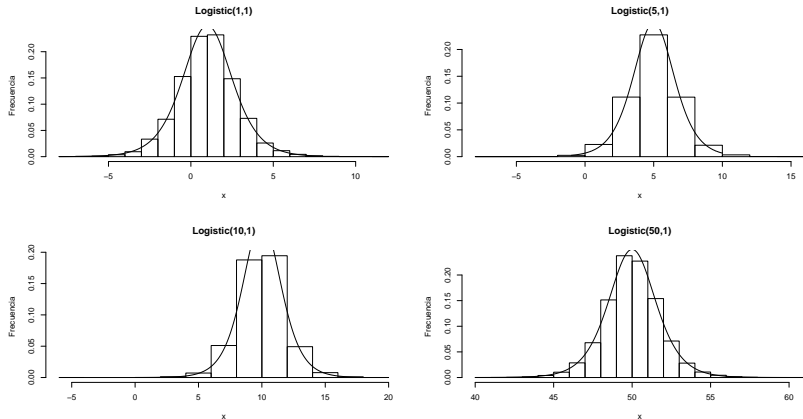 Logistic(1,1)
Frecuencia
0.00 0.05 0.10 0.15 0.20
−5 0 5 10
x
Logistic(5,1)
Frecuencia
0.00 0.05 0.10 0.15 0.20
−5 0 5 10 15
x
Logistic(10,1)
Frecuencia
0.00 0.05 0.10 0.15 0.20
−5 0 5 10 15 20
x
Logistic(50,1)
Frecuencia
0.00 0.05 0.10 0.15 0.20
40 45 50 55 60
x